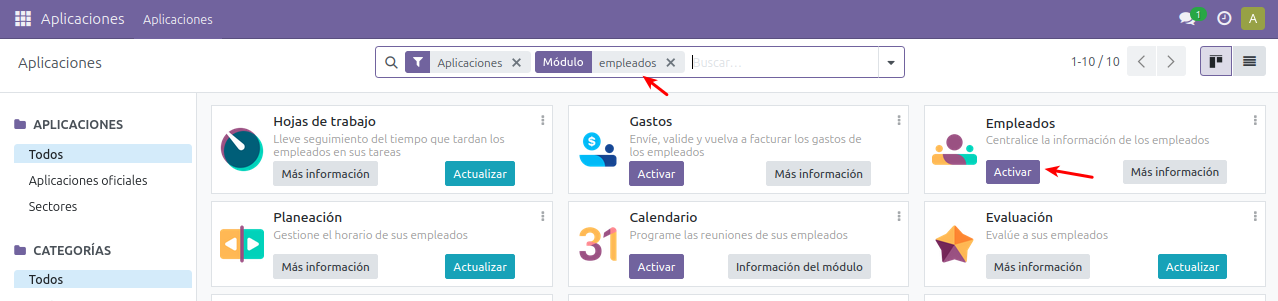 Aplicaciones Aplicaciones 1 A
Aplicaciones Aplicaciones × Módulo empleados × Buscar... 1-10 / 10
APLICACIONES
Todos
Aplicaciones oficiales
Sectores
CATEGORÍAS
Todos
Hojas de trabajo
Lleve seguimiento del tiempo que tardan los
empleados en sus tareas
Más información Actualizar
Gastos
Envíe, valide y vuelva a facturar los gastos de
los empleados
Activar Más información
Empleados
Centralice la información de los empleados
Activar Más información
Planeación
Gestione el horario de sus empleados
Más información Actualizar
31
Calendario
Programe las reuniones de sus empleados
Activar Información del módulo
Evaluación
Evalúe a sus empleados
Más información Actualizar